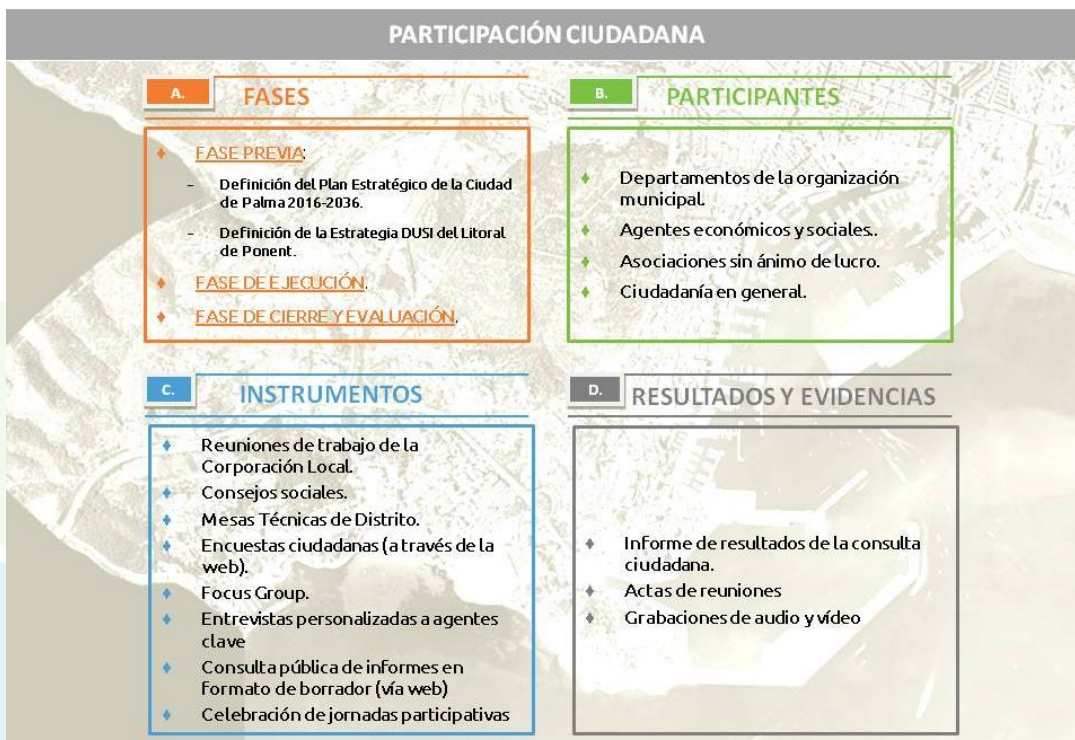 PARTICIPACIÓN CIUDADANA
A.
FASES
♦ FASE PREVIA:
- Definición del Plan Estratégico de la Ciudad
de Palma 2016-2036.
- Definición de la Estrategia DUSI del Litoral
de Ponent.
♦ FASE DE EJECUCIÓN.
♦ FASE DE CIERRE Y EVALUACIÓN.
B.
PARTICIPANTES
♦ Departamentos de la organización
municipal.
♦ Agentes económicos y sociales..
♦ Asociaciones sin ánimo de lucro.
♦ Ciudadanía en general.
C.
INSTRUMENTOS
♦ Reuniones de trabajo de la
Corporación Local.
♦ Consejos sociales.
♦ Mesas Técnicas de Distrito.
♦ Encuestas ciudadanas (a través de la
web).
♦ Focus Group.
♦ Entrevistas personalizadas a agentes
clave
♦ Consulta pública de informes en
formato de borrador (vía web)
♦ Celebración de jornadas participativas
D.
RESULTADOS Y EVIDENCIAS
♦ Informe de resultados de la consulta
ciudadana.
♦ Actas de reuniones
♦ Grabaciones de audio y vídeo